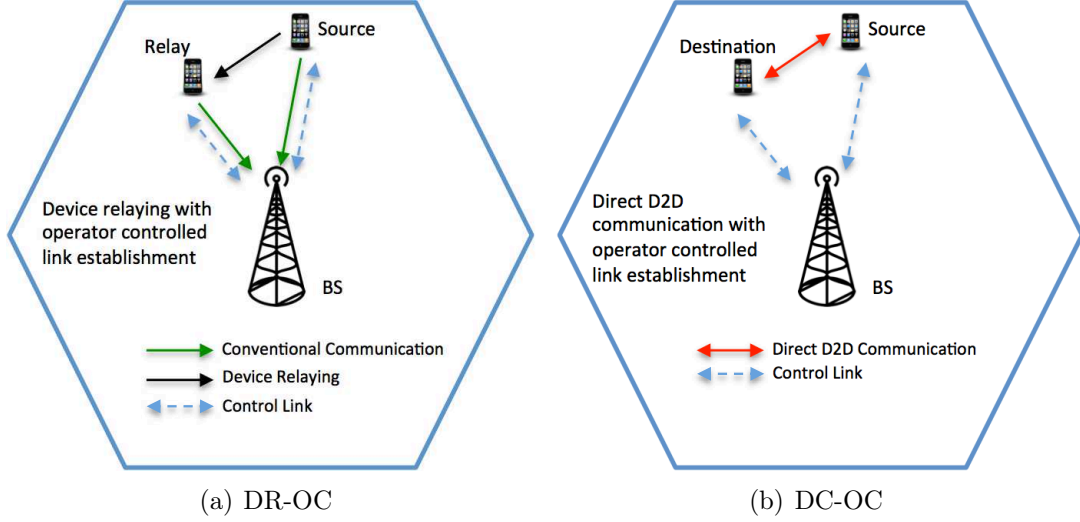 Source
Relay
Device relaying with
operator controlled
link establishment
BS
Conventional Communication
Device Relaying
Control Link
(a) DR-OC
Source
Destination
Direct D2D
communication with
operator controlled
link establishment
BS
Direct D2D Communication
Control Link
(b) DC-OC